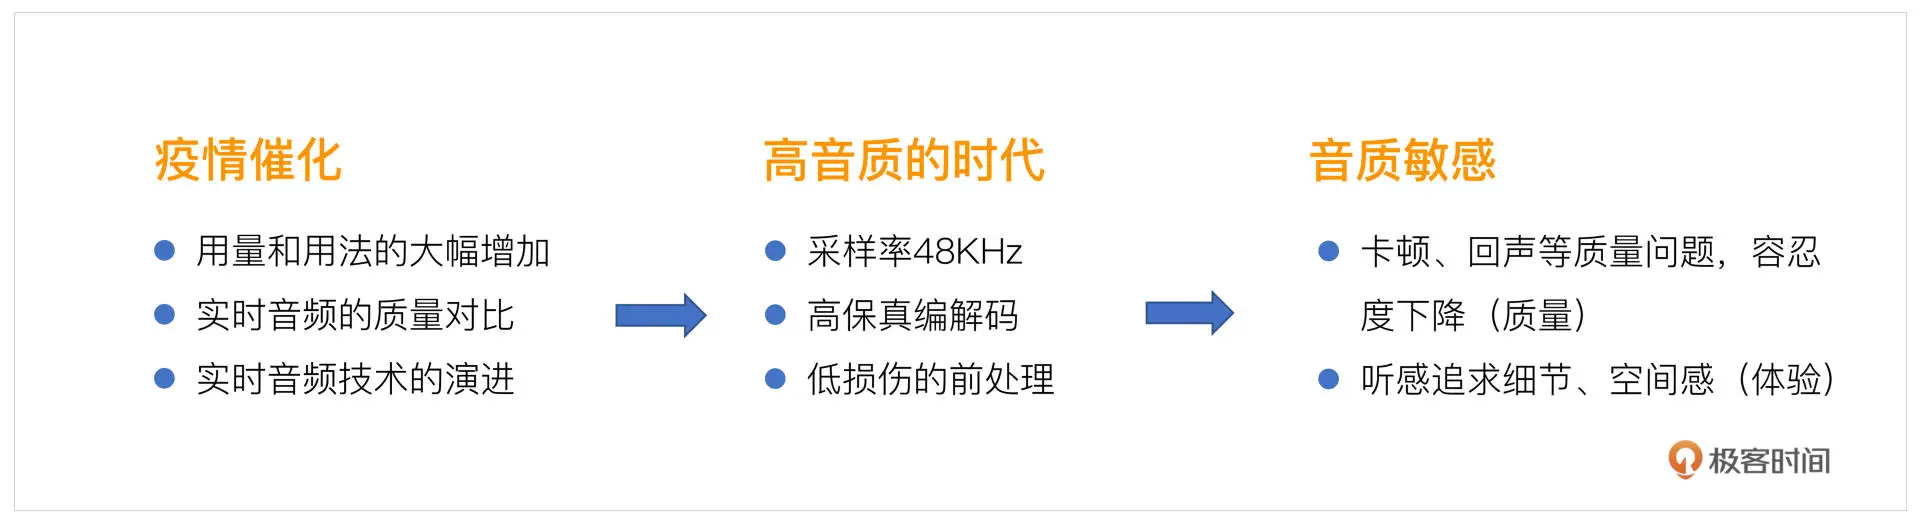 疫情催化
用量和用法的大幅增加
实时音频的质量对比
实时音频技术的演进
高音质的时代
采样率48KHz
高保真编解码
低损伤的前处理
音质敏感
卡顿、回声等质量问题，容忍
度下降（质量）
听感追求细节、空间感（体验）
极客时间